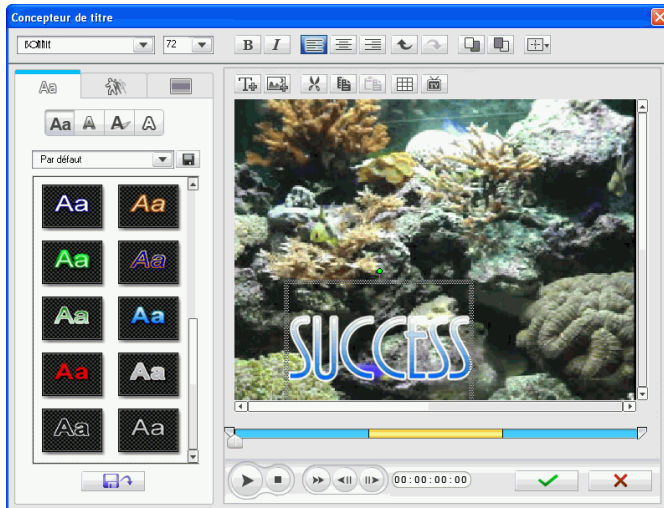 Concepteur de titre
BONNIE
72
B I
Aa
Aa A A A
Par défaut
Aa Aa
Aa Aa
Aa Aa
Aa Aa
Aa Aa
SUCCESS
00:00:00:00